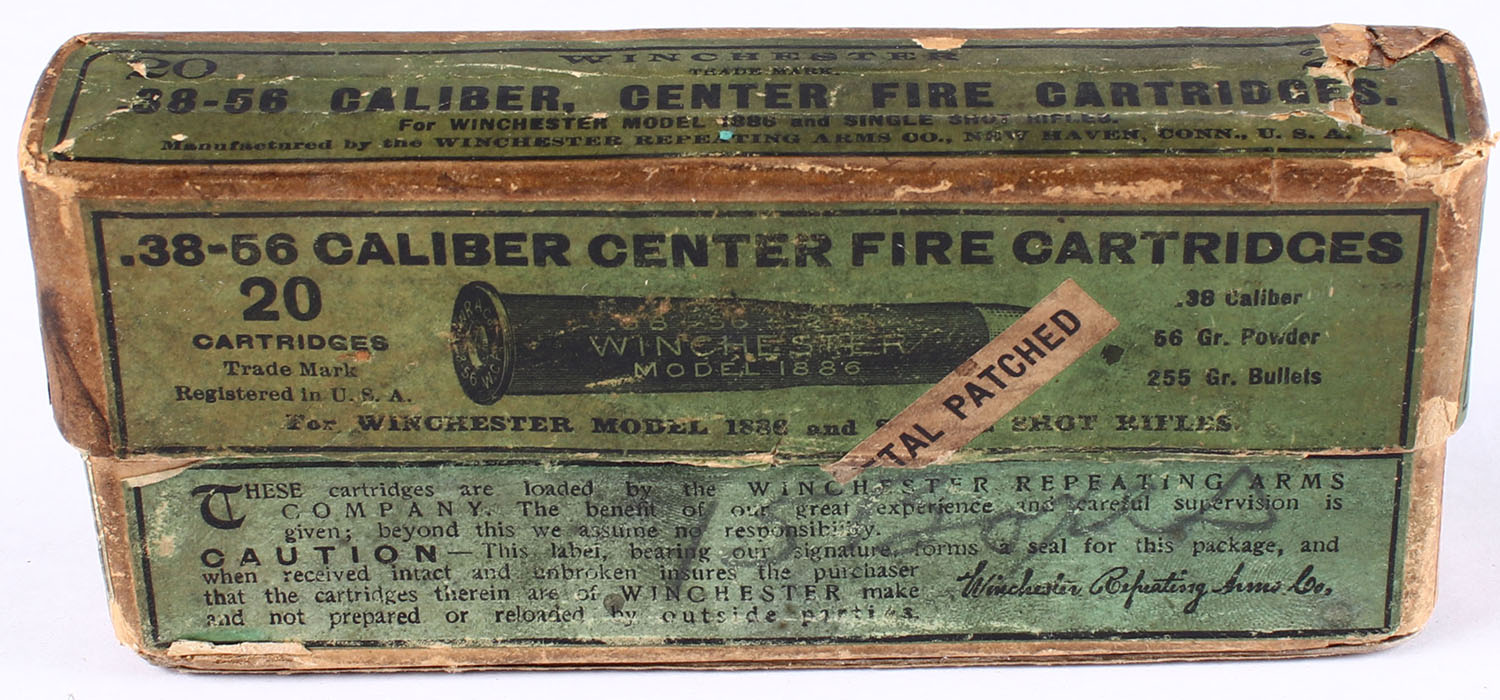 20 WINCHESTER
TRADE MARK.
.38-56 CALIBER, CENTER FIRE CARTRIDGES.
For WINCHESTER MODEL 1886 and SINGLE SHOT RIFLES.
Manufactured by the WINCHESTER REPEATING ARMS CO., NEW HAVEN, CONN., U. S. A.
.38-56 CALIBER CENTER FIRE CARTRIDGES
20
CARTRIDGES
Trade Mark
Registered in U. S. A.
W.R.A.
.38-56
WINCHESTER
MODEL 1886
METAL PATCHED
.38 Caliber
56 Gr. Powder
255 Gr. Bullets
For WINCHESTER MODEL 1886 and SHOT RIFLES.
THESE cartridges are loaded by the WINCHESTER REPEATING ARMS
COMPANY. The benefit of our great experience and careful supervision is
given; beyond this we assume no responsibility.
CAUTION—This label, bearing our signature, forms a seal for this package, and
when received intact and unbroken insures the purchaser
that the cartridges therein are of WINCHESTER make
and not prepared or reloaded by outside parties.
Winchester Repeating Arms Co.